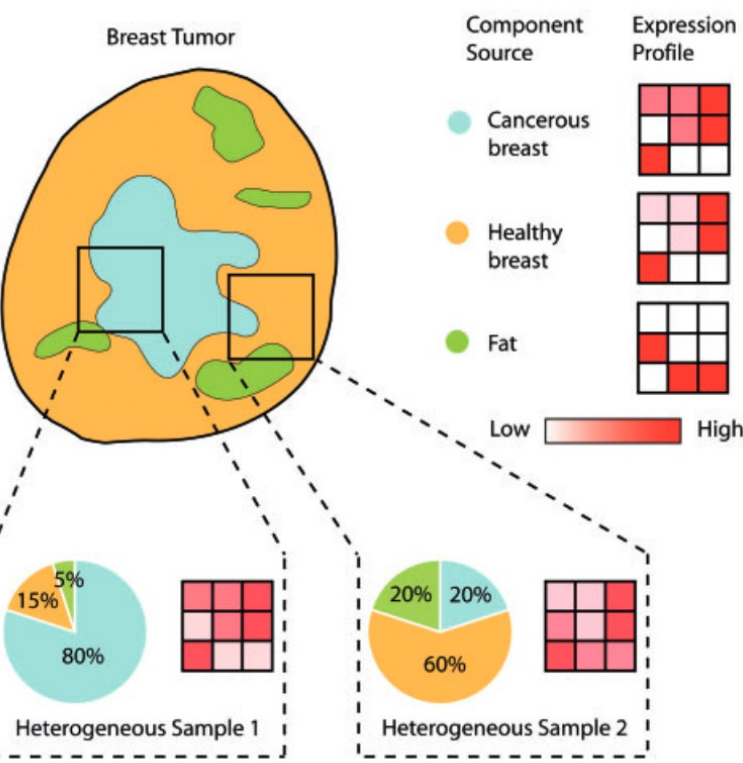 Breast Tumor
Component
Source
Expression
Profile
Cancerous
breast
Healthy
breast
Fat
Low
High
5%
15%
80%
20%
20%
60%
Heterogeneous Sample 1
Heterogeneous Sample 2